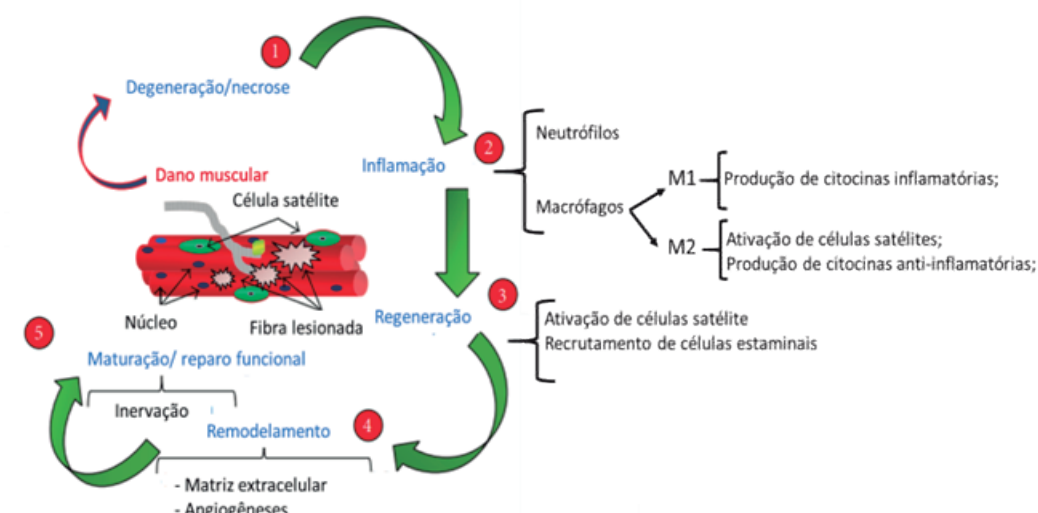 1
Degeneração/necrose
2
Neutrófilos
Inflamação
Dano muscular
M1
Produção de citocinas inflamatórias;
Célula satélite
Macrófagos
M2
Ativação de células satélites;
Produção de citocinas anti-inflamatórias;
3
Núcleo
Fibra lesionada
Regeneração
Ativação de células satélite
Recrutamento de células estaminais
5
Maturação/ reparo funcional
Inervação
Remodelamento
4
- Matriz extracelular
- Angiogêneses